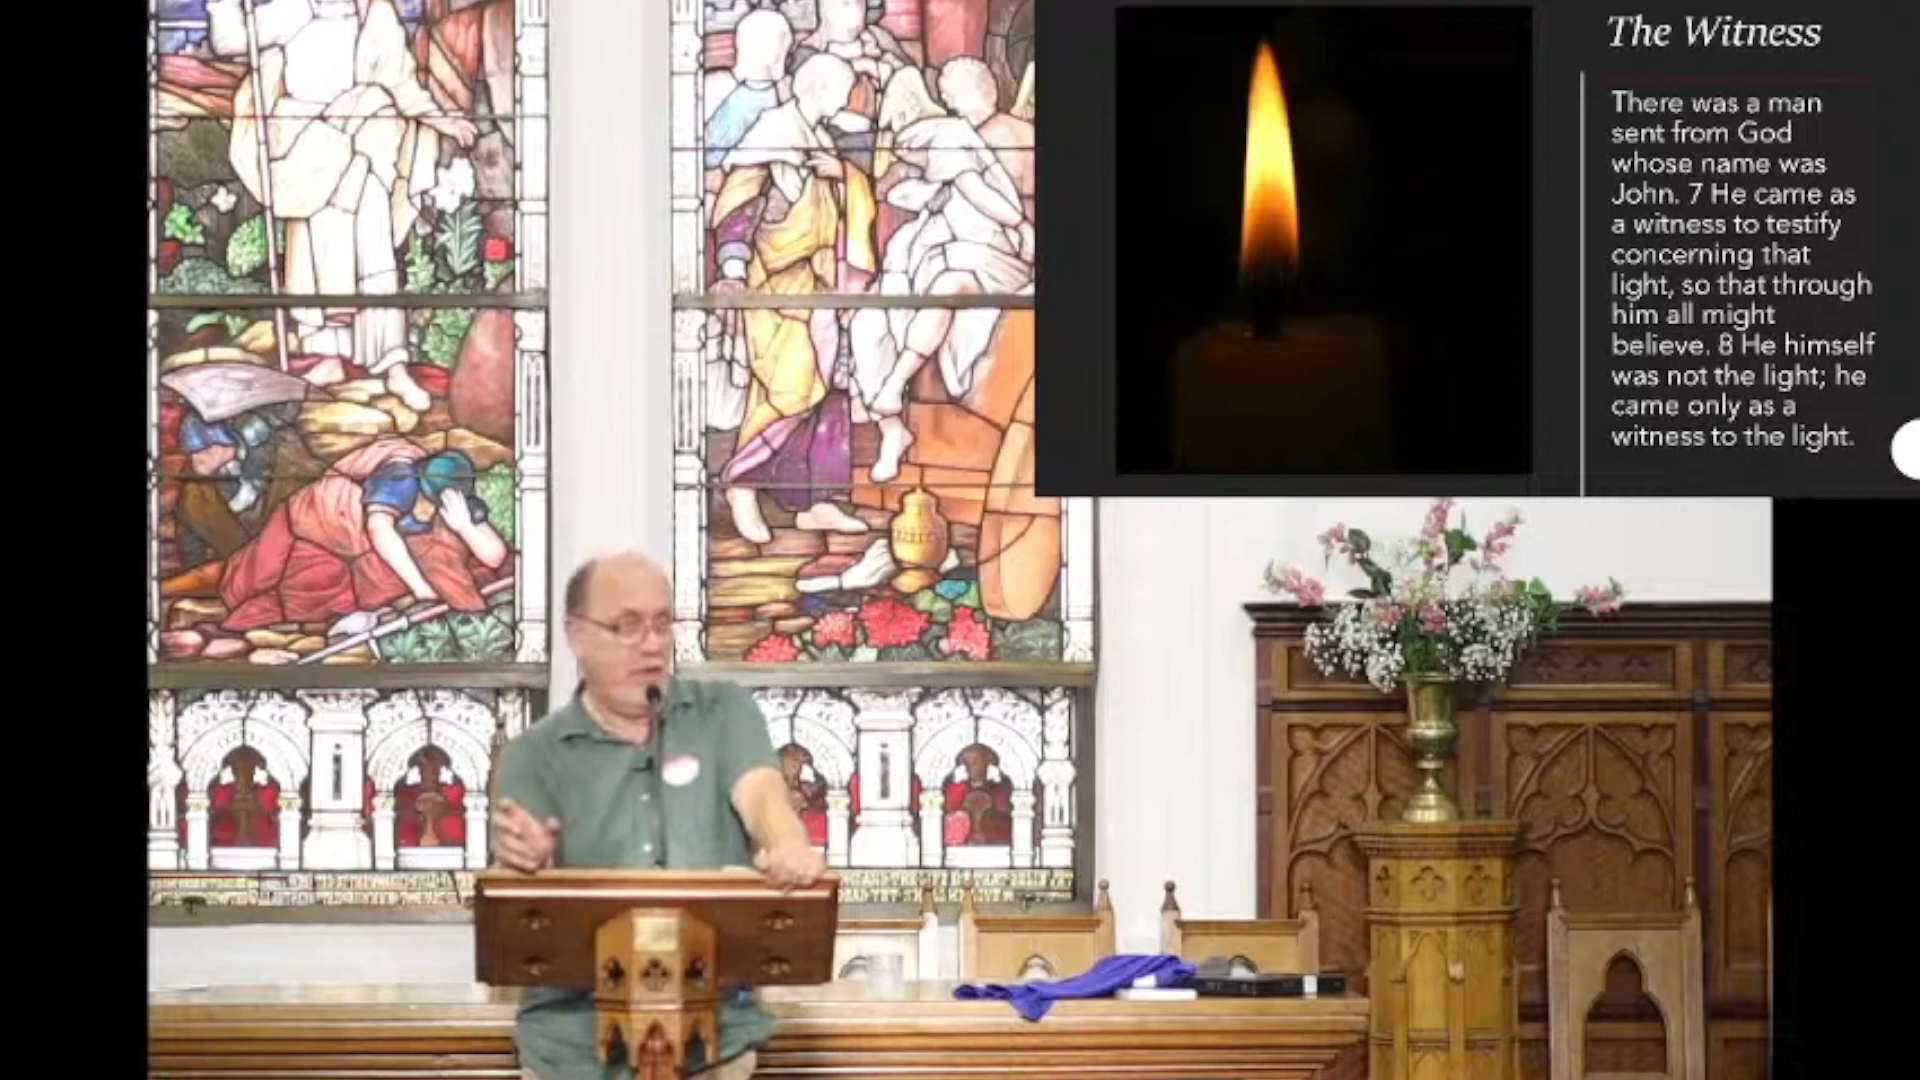 The Witness
There was a man
sent from God
whose name was
John. 7 He came as
a witness to testify
concerning that
light, so that through
him all might
believe. 8 He himself
was not the light; he
came only as a
witness to the light.